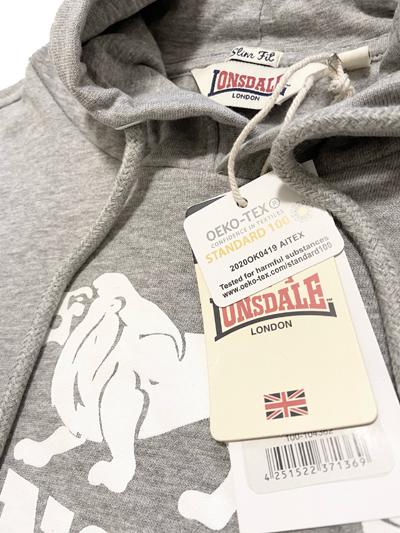 Slim Fit
LONSDALE
LONDON
OEKO-TEX®
CONFIDENCE IN TEXTILES
STANDARD 100
2020OK0419 AITEX
Tested for harmful substances
www.oeko-tex.com/standard100
LONSDALE
LONDON
4 251522 371369